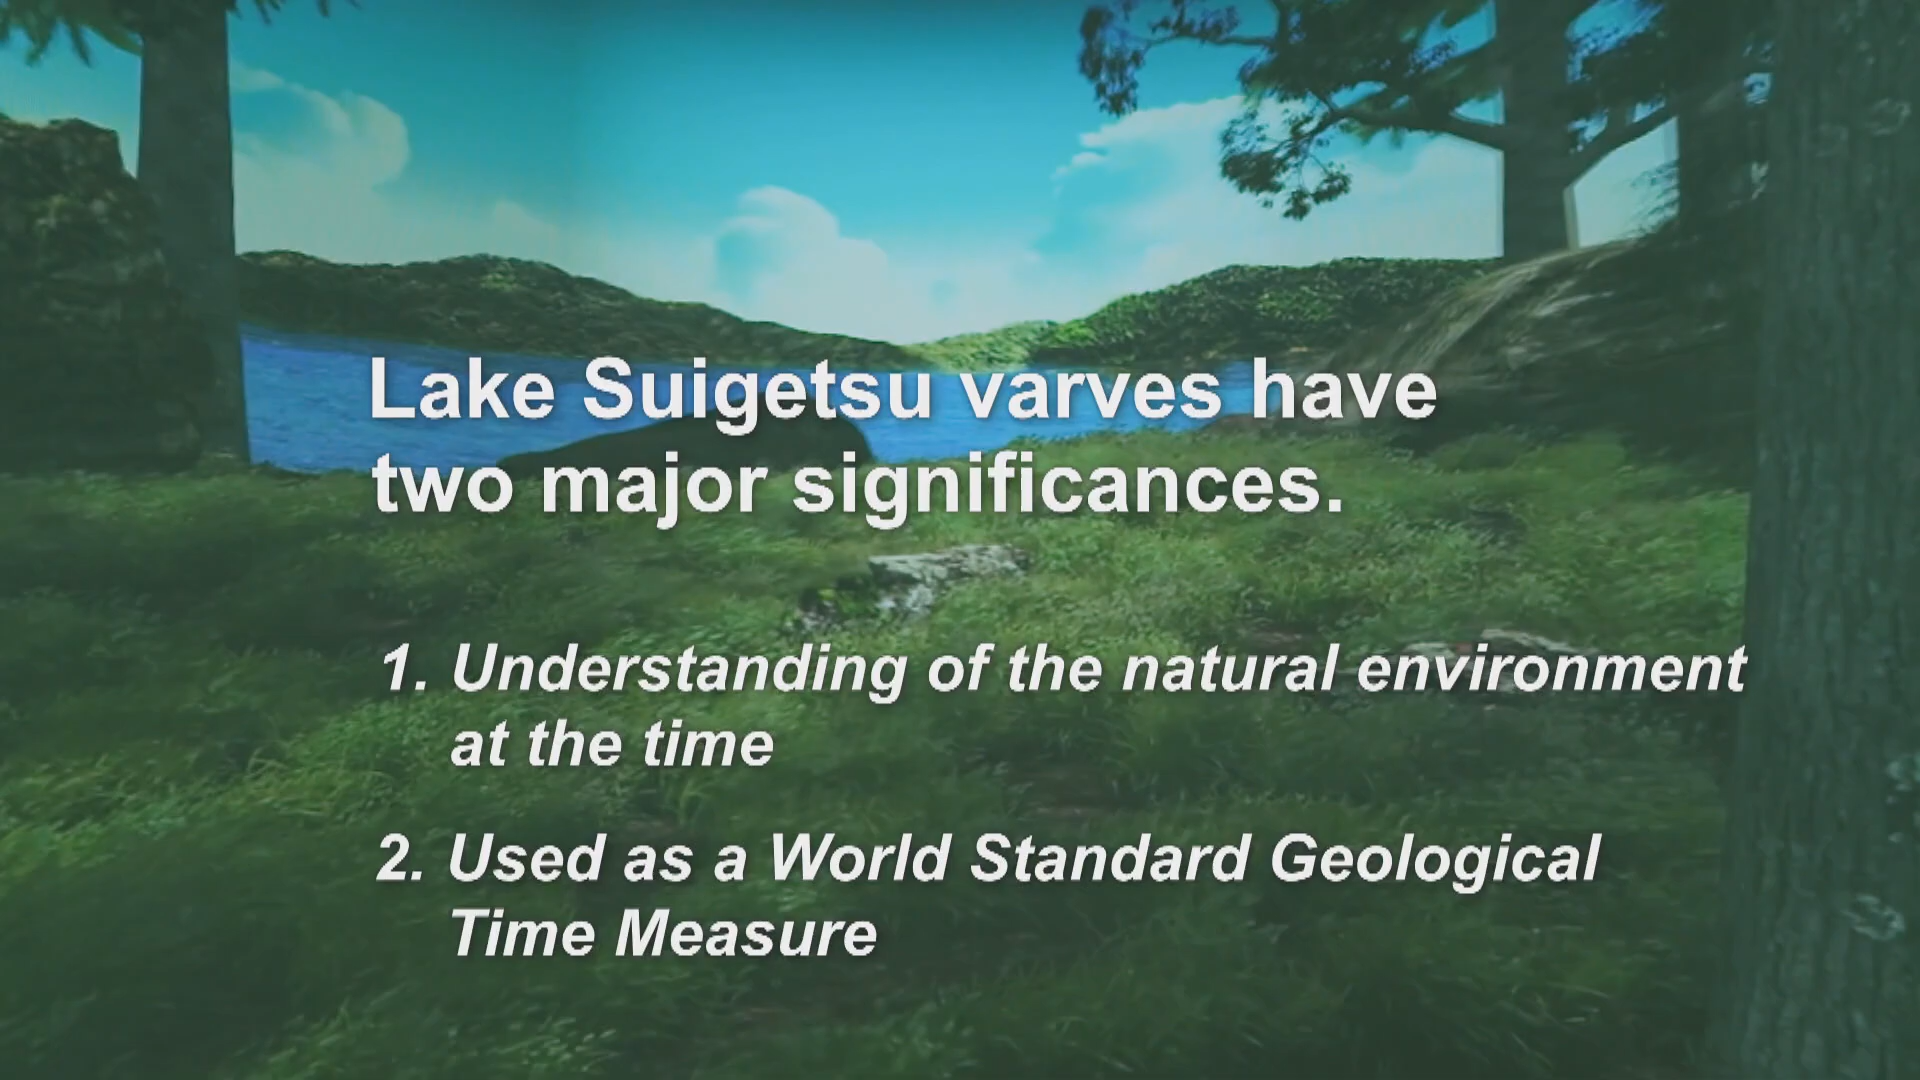 Lake Suigetsu varves have
two major significances.
1. Understanding of the natural environment
at the time
2. Used as a World Standard Geological
Time Measure